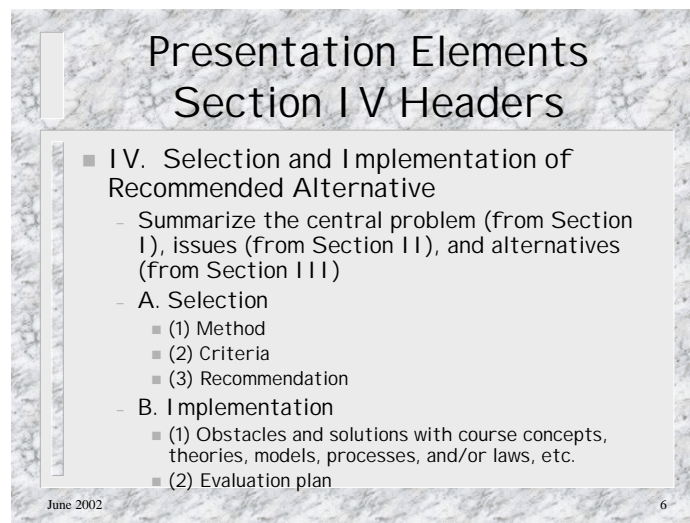 Presentation Elements
Section IV Headers
■ IV. Selection and Implementation of
Recommended Alternative
– Summarize the central problem (from Section
I), issues (from Section II), and alternatives
(from Section III)
– A. Selection
■ (1) Method
■ (2) Criteria
■ (3) Recommendation
– B. Implementation
■ (1) Obstacles and solutions with course concepts,
theories, models, processes, and/or laws, etc.
■ (2) Evaluation plan
June 2002
6